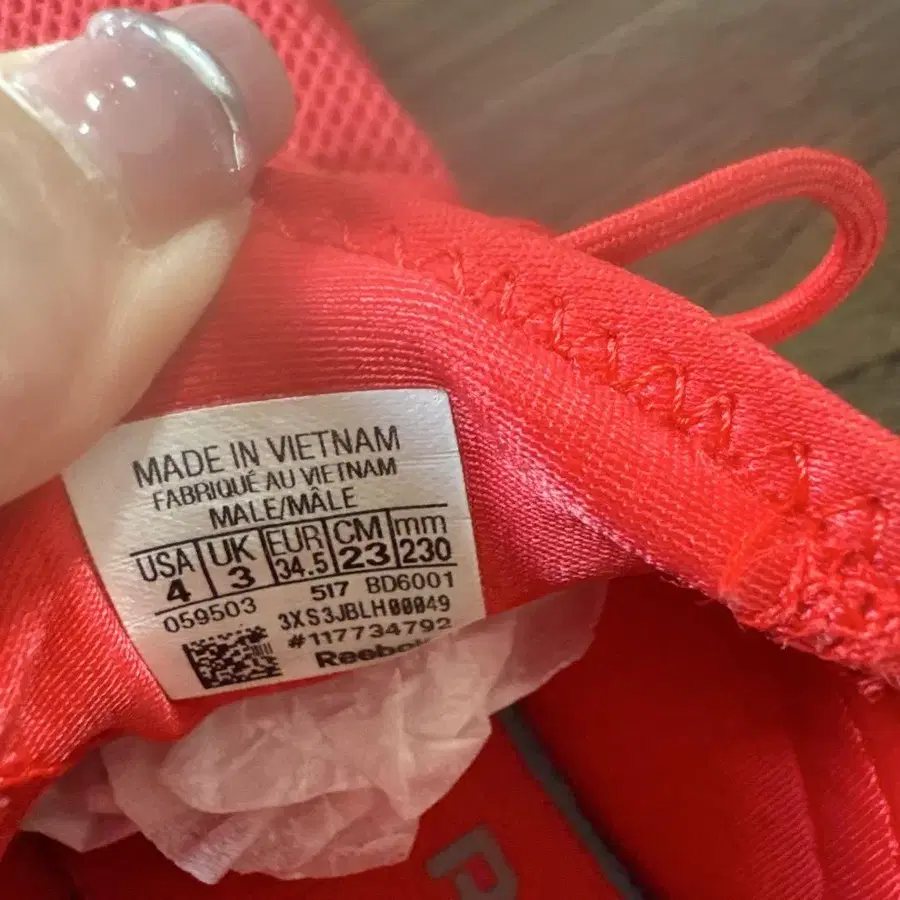 MADE IN VIETNAM
FABRIQUÉ AU VIETNAM
MALE/MÂLE
USA UK EUR CM mm
4 3 34.5 23 230
059503 517 BD6001
3XS3JBLH00049
#117734792
Reebok
P